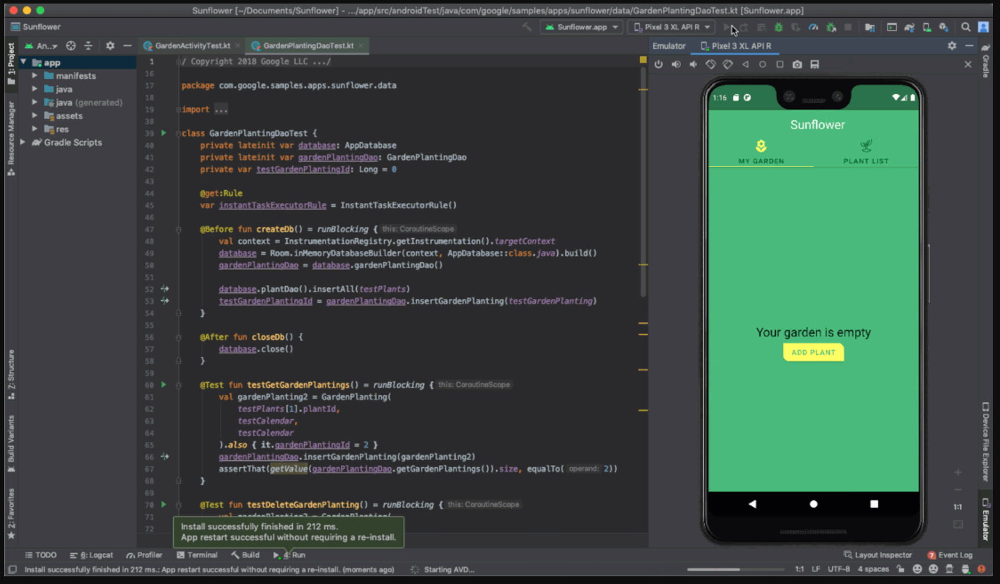 Sunflower [~/Documents/Sunflower] - .../app/src/androidTest/java/com/google/samples/apps/sunflower/data/GardenPlantingDaoTest.kt [Sunflower.app]
Sunflower
Sunflower.app
Pixel 3 XL API R
1: Project
Resource Manager
Z: Structure
Build Variants
2: Favorites
An..
app
manifests
java
java (generated)
assets
res
Gradle Scripts
GardenActivityTest.kt
GardenPlantingDaoTest.kt
1 / Copyright 2018 Google LLC .../
16
17 package com.google.samples.apps.sunflower.data
18
19 import ...
38
39 class GardenPlantingDaoTest {
40 private lateinit var database: AppDatabase
41 private lateinit var gardenPlantingDao: GardenPlantingDao
42 private var testGardenPlantingId: Long = 0
43
44 @get:Rule
45 var instantTaskExecutorRule = InstantTaskExecutorRule()
46
47 @Before fun createDb() = runBlocking { this: CoroutineScope
48 val context = InstrumentationRegistry.getInstrumentation().targetContext
49 database = Room.inMemoryDatabaseBuilder(context, AppDatabase::class.java).build()
50 gardenPlantingDao = database.gardenPlantingDao()
51
52 database.plantDao().insertAll(testPlants)
53 testGardenPlantingId = gardenPlantingDao.insertGardenPlanting(testGardenPlanting)
54 }
55
56 @After fun closeDb() {
57 database.close()
58 }
59
60 @Test fun testGetGardenPlantings() = runBlocking { this: CoroutineScope
61 val gardenPlanting2 = GardenPlanting(
62 testPlants[1].plantId,
63 testCalendar,
64 testCalendar
65 ).also { it.gardenPlantingId = 2 }
66 gardenPlantingDao.insertGardenPlanting(gardenPlanting2)
67 assertThat(getValue(gardenPlantingDao.getGardenPlantings()).size, equalTo( operand: 2))
68 }
69
70 @Test fun testDeleteGardenPlanting() = runBlocking { this: CoroutineScope
71
72
Install successfully finished in 212 ms.
App restart successful without requiring a re-install.
Emulator
Pixel 3 XL API R
1:16
Sunflower
MY GARDEN
PLANT LIST
Your garden is empty
ADD PLANT
1:1
Gradle
Device File Explorer
Emulator
TODO
6: Logcat
Profiler
Terminal
Build
4: Run
Layout Inspector
7 Event Log
Install successfully finished in 212 ms.: App restart successful without requiring a re-install. (moments ago)
Starting AVD...
1:1 LF UTF-8 4 spaces